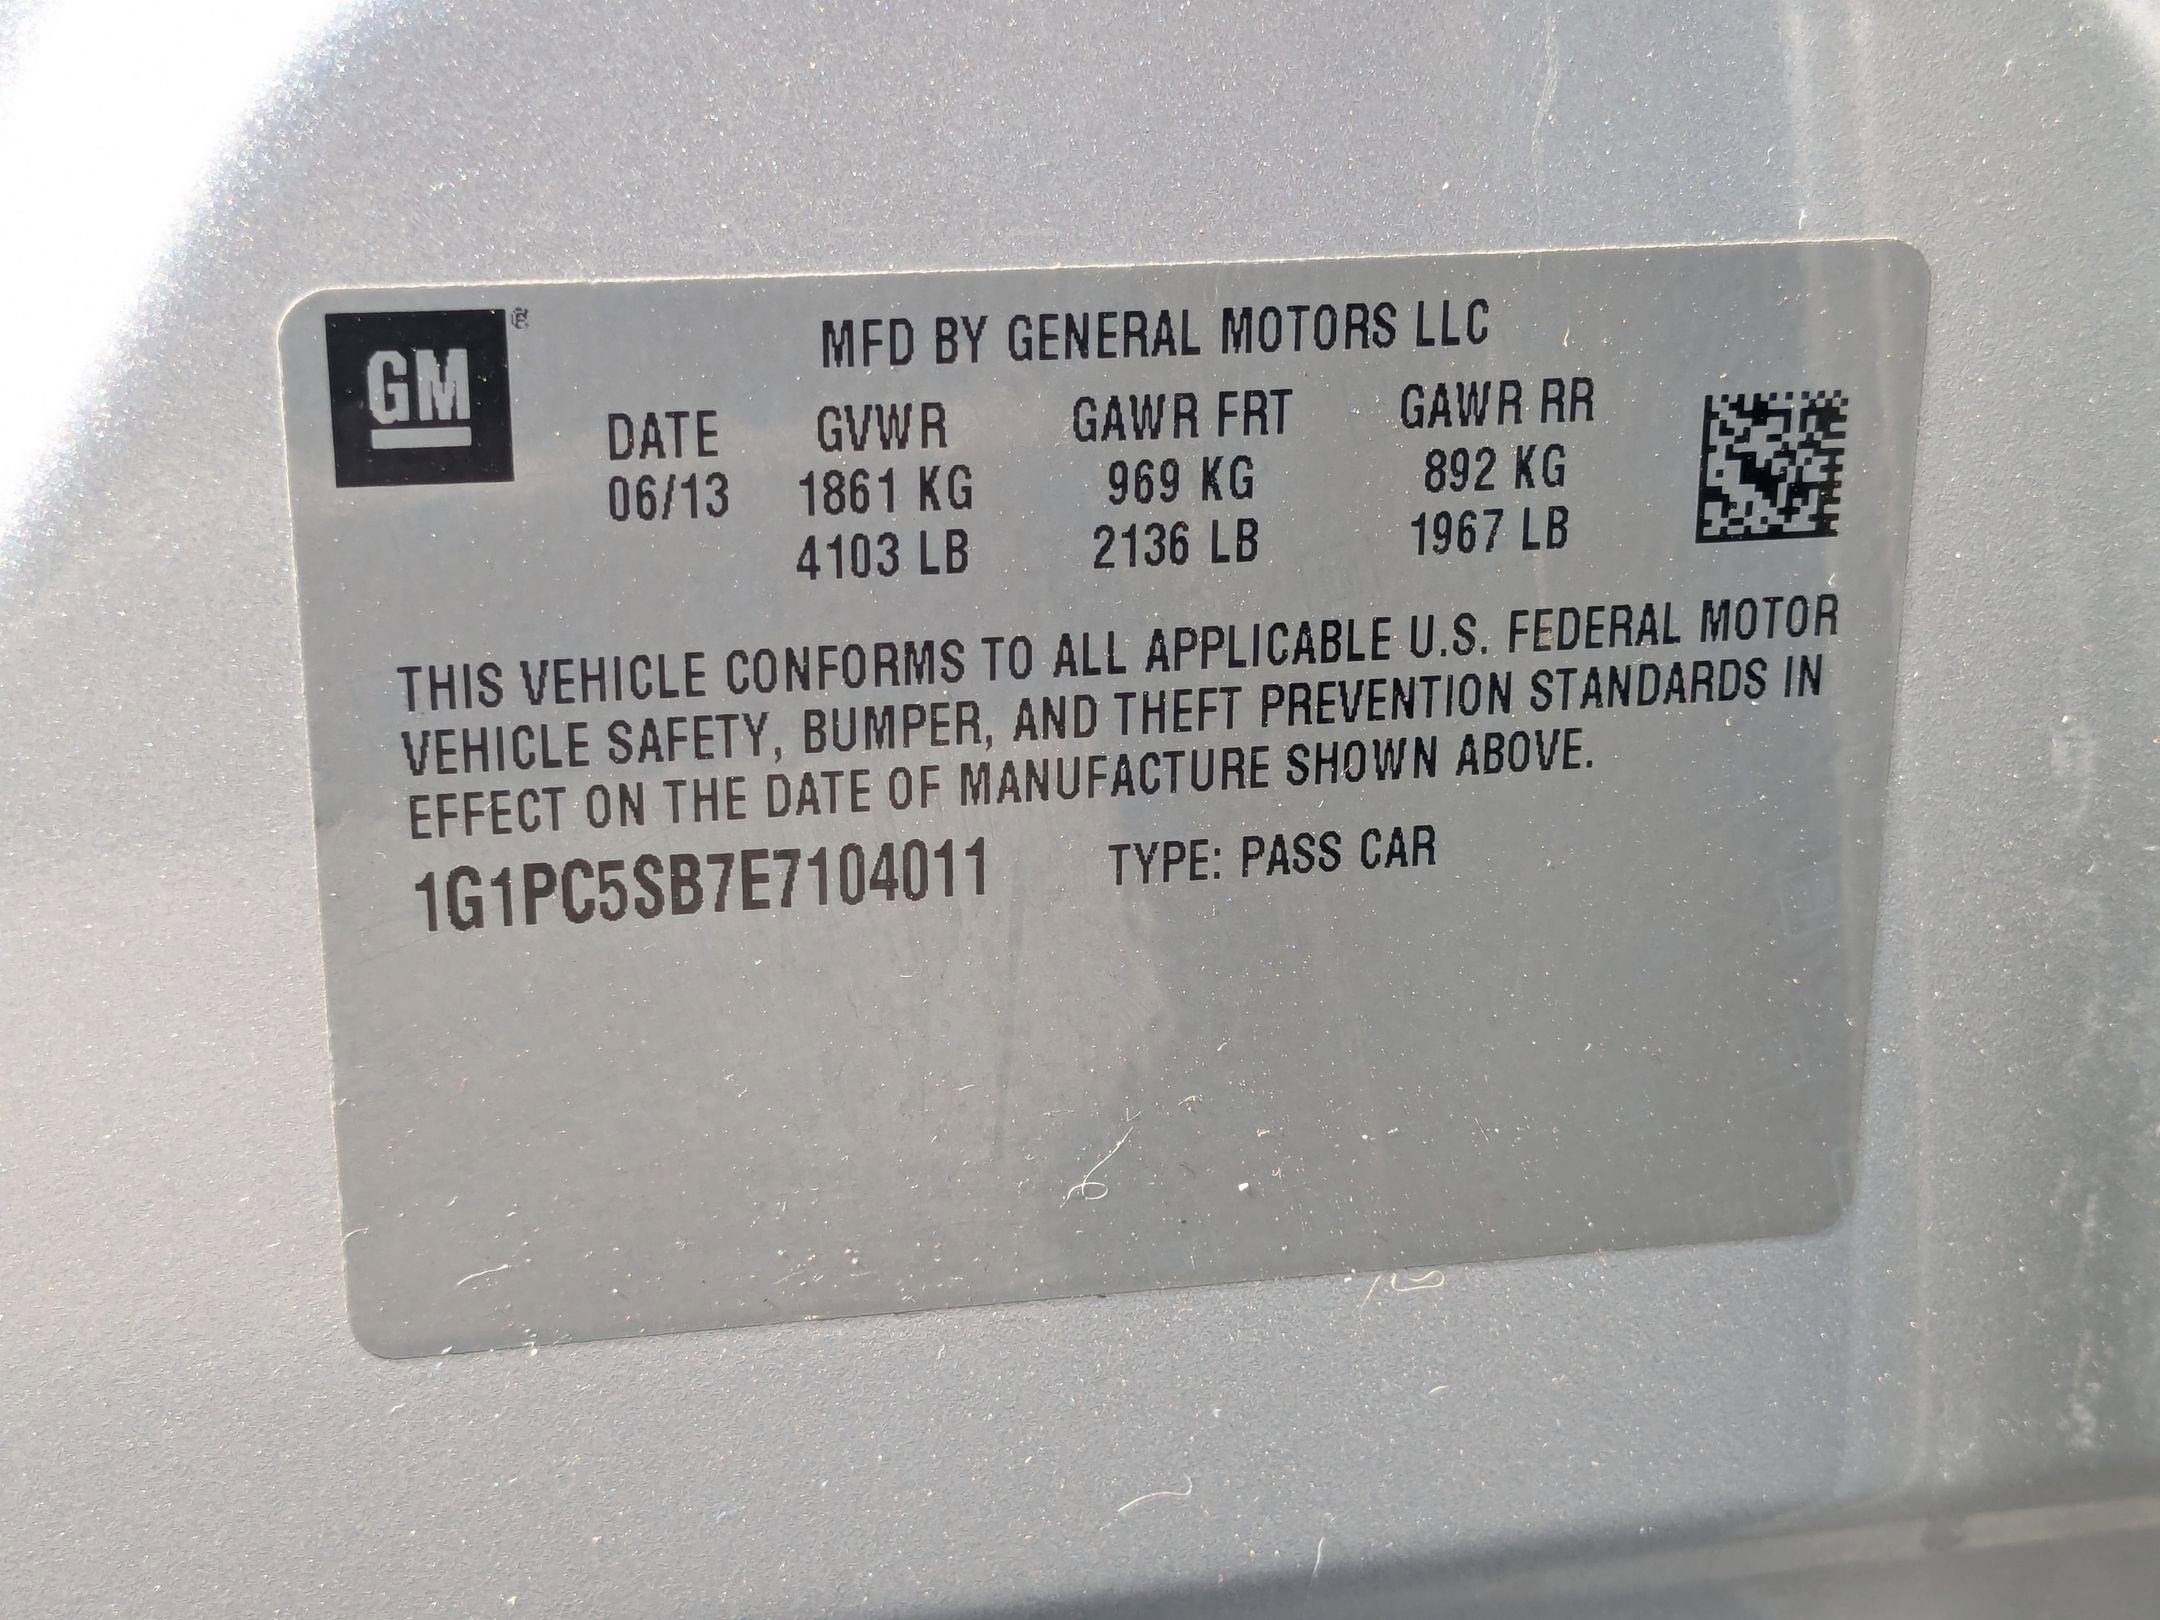 GM ®
MFD BY GENERAL MOTORS LLC
DATE GVWR GAWR FRT GAWR RR
06/13 1861 KG 969 KG 892 KG
4103 LB 2136 LB 1967 LB
THIS VEHICLE CONFORMS TO ALL APPLICABLE U.S. FEDERAL MOTOR
VEHICLE SAFETY, BUMPER, AND THEFT PREVENTION STANDARDS IN
EFFECT ON THE DATE OF MANUFACTURE SHOWN ABOVE.
1G1PC5SB7E7104011 TYPE: PASS CAR